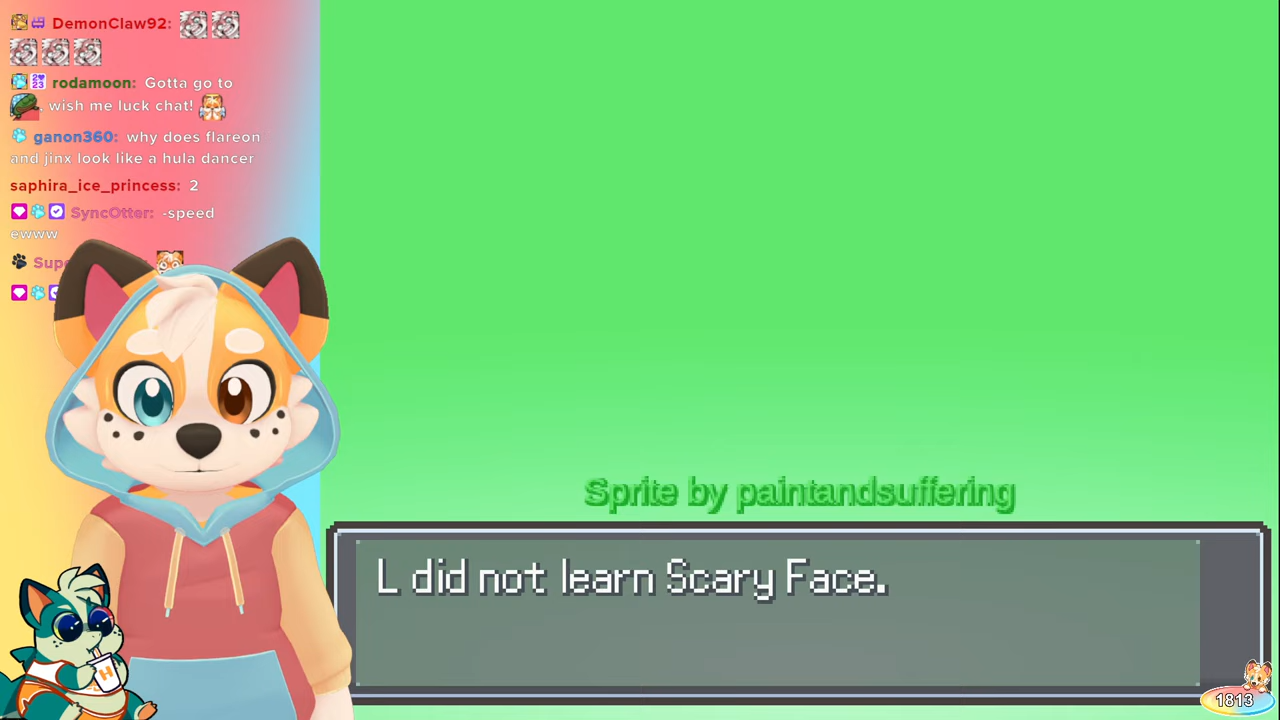 DemonClaw92:
rodamoon: Gotta go to
, wish me luck chat!
ganon360: why does flareon
and jinx look like a hula dancer
saphira_ice_princess: 2
SyncOtter: -speed
ewww
Sprite by paintandsuffering
L did not learn Scary Face.
H
1813